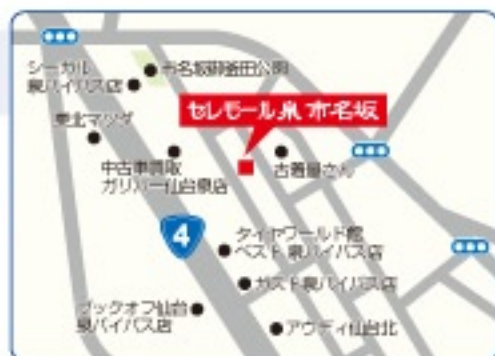 シーガル
泉バイパス店
市名坂御釜田公園
セレモール泉 市名坂
東北マツダ
中古車買取
ガリバー仙台泉店
古着屋さん
4
タイヤワールド館
ベスト 泉バイパス店
ガスト泉バイパス店
ブックオフ仙台
泉バイパス店
アウディ仙台北